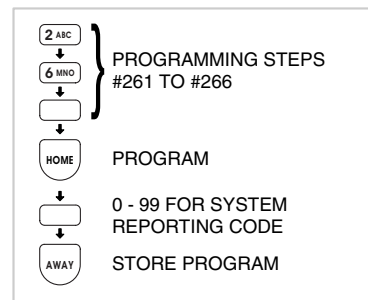 2 ABC
6 MNO
PROGRAMMING STEPS
#261 TO #266
HOME
PROGRAM
0 - 99 FOR SYSTEM
REPORTING CODE
AWAY
STORE PROGRAM